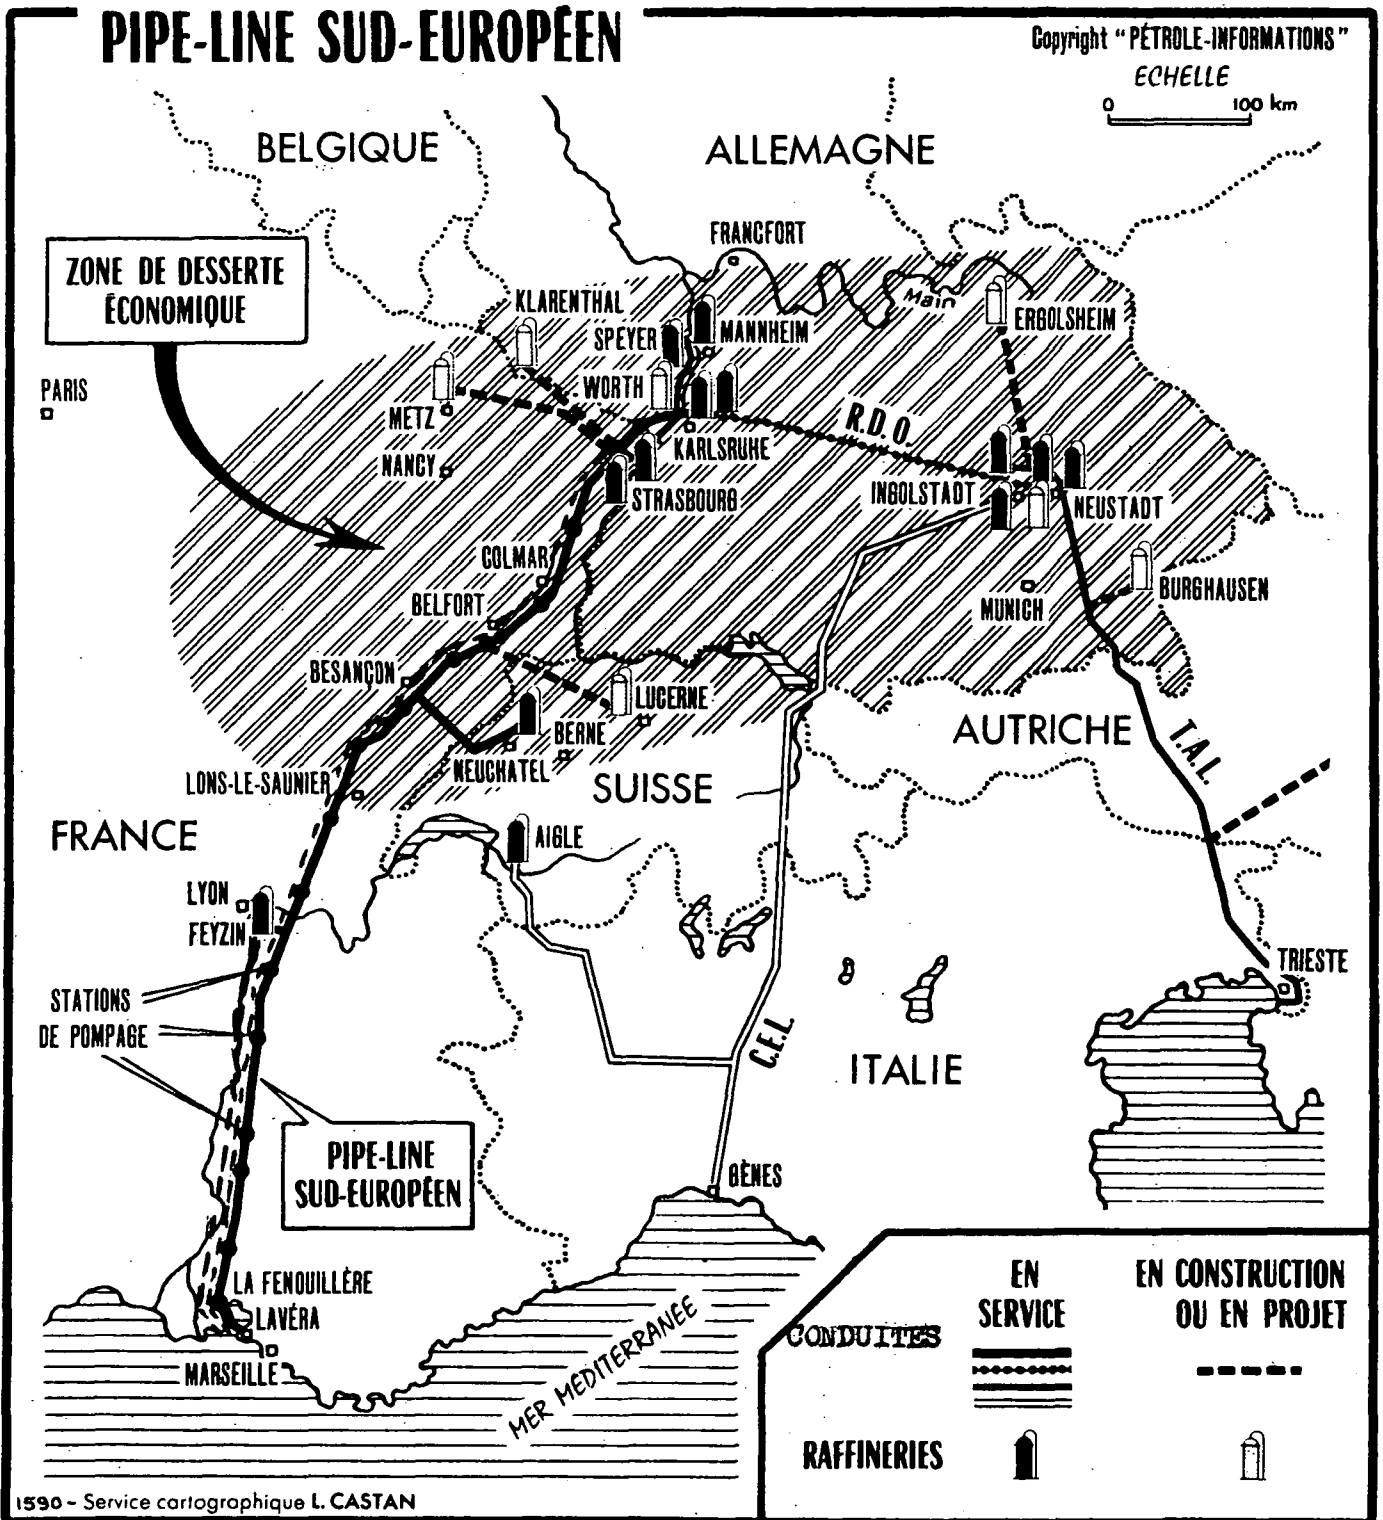 PIPE-LINE SUD-EUROPÉEN
Copyright "PÉTROLE-INFORMATIONS"
ECHELLE
0 100 km
BELGIQUE
ALLEMAGNE
FRANCFORT
ZONE DE DESSERTE
ÉCONOMIQUE
KLARENTHAL
Main
ERGOLSHEIM
SPEYER
MANNHEIM
PARIS
WORTH
METZ
R.D.O.
KARLSRUHE
NANCY
STRASBOURG
INGOLSTADT
NEUSTADT
COLMAR
BURGHAUSEN
BELFORT
MUNICH
BESANÇON
LUCERNE
BERNE
AUTRICHE
T.A.L.
NEUCHATEL
LONS-LE-SAUNIER
SUISSE
FRANCE
AIGLE
LYON
FEYZIN
TRIESTE
STATIONS
DE POMPAGE
C.E.L.
ITALIE
PIPE-LINE
SUD-EUROPÉEN
GÈNES
LA FENOUILLÈRE
LAVÉRA
MARSEILLE
MER MEDITERRANÉE
EN
SERVICE
EN CONSTRUCTION
OU EN PROJET
CONDUITES
RAFFINERIES
1590 - Service cartographique L. CASTAN